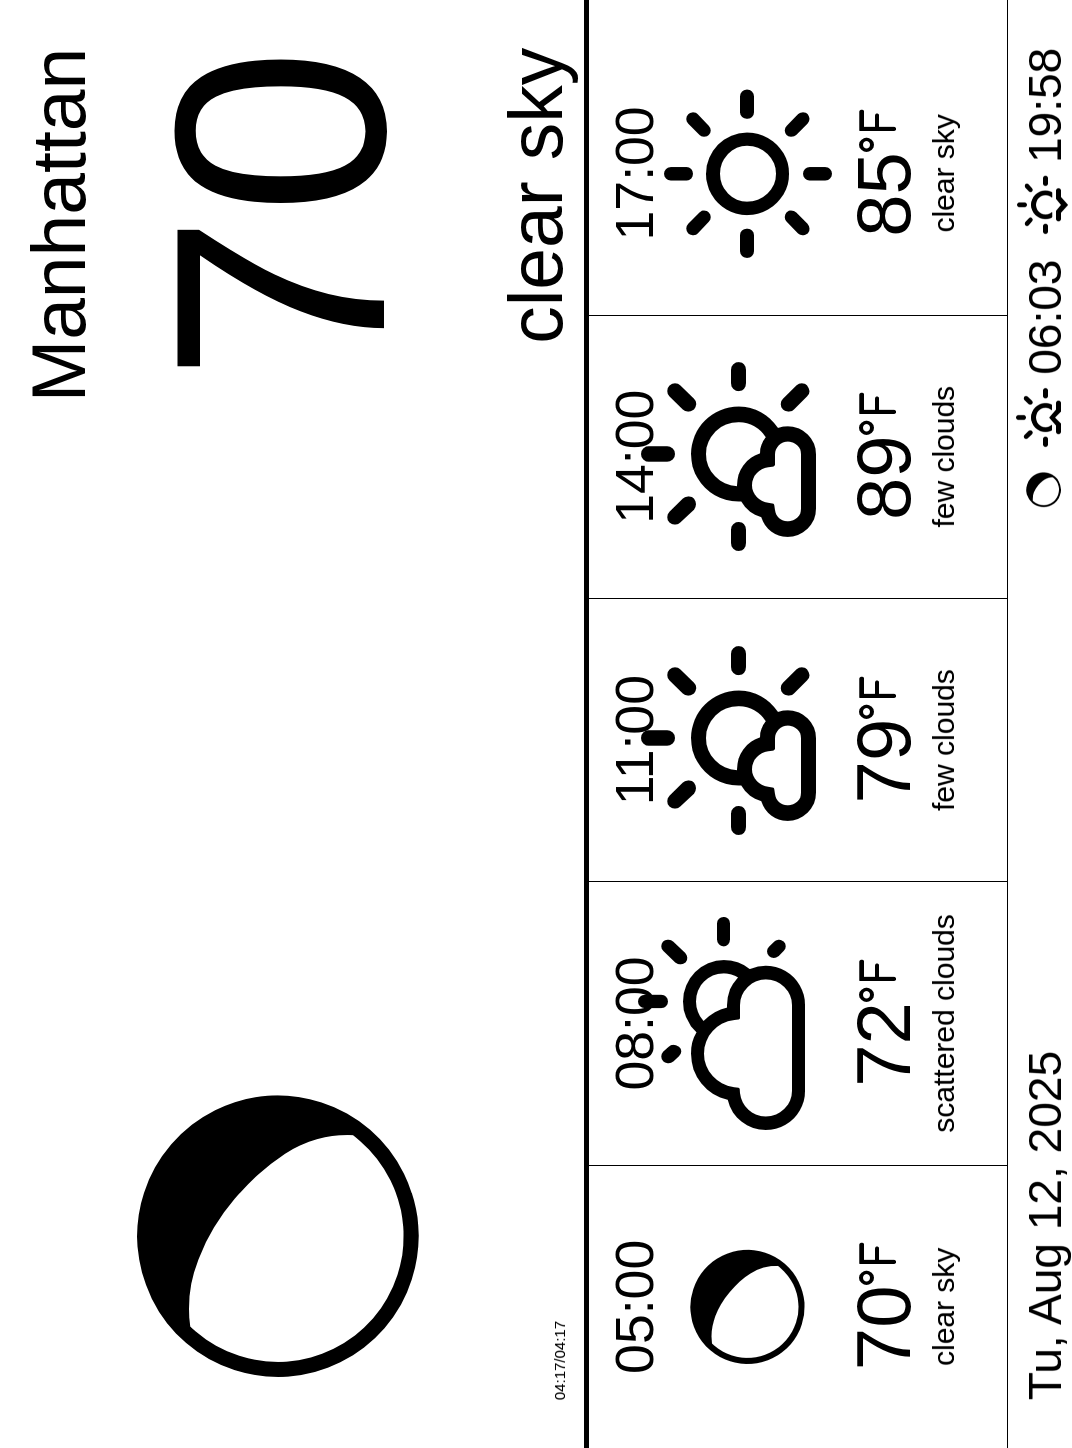 Manhattan
70
clear sky
04:17/04:17
05:00
70°F
clear sky
08:00
72°F
scattered clouds
11:00
79°F
few clouds
14:00
89°F
few clouds
17:00
85°F
clear sky
Tu, Aug 12, 2025
06:03
19:58